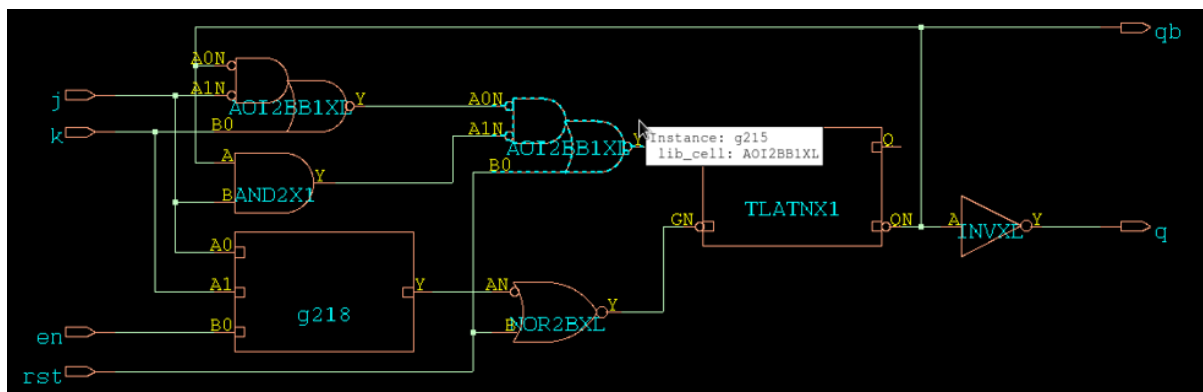 qb
A0N
A1N
AOI2BB1XL
Y
B0
j
k
A0N
A1N
AOI2BB1XL
Y
B0
Instance: g215
lib_cell: AOI2BB1XL
Q
A
AND2X1
Y
B
TLATNX1
GN
QN
A
INVXL
Y
q
A0
A1
g218
Y
B0
AN
NOR2BXL
Y
B
en
rst